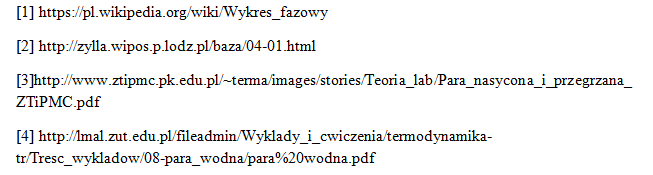 [1] https://pl.wikipedia.org/wiki/Wykres_fazowy
[2] http://zylla.wipos.p.lodz.pl/baza/04-01.html
[3]http://www.ztipmc.pk.edu.pl/~terma/images/stories/Teoria_lab/Para_nasycona_i_przegrzana_
ZTiPMC.pdf
[4] http://lmal.zut.edu.pl/fileadmin/Wyklady_i_cwiczenia/termodynamika-
tr/Tresc_wykladow/08-para_wodna/para%20wodna.pdf